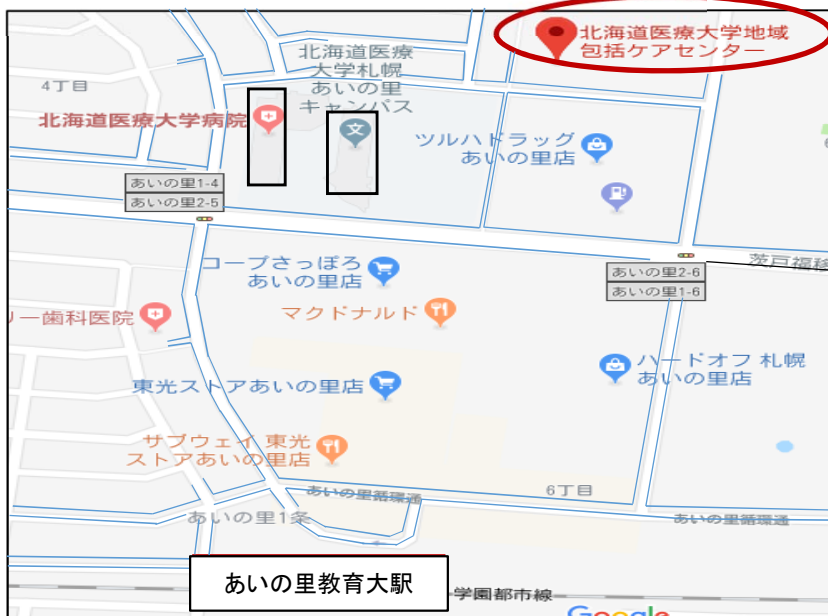 北海道医療大学地域
包括ケアセンター
北海道医療
大学札幌
あいの里
キャンパス
4丁目
北海道医療大学病院
ツルハドラッグ
あいの里店
あいの里1-4
あいの里2-5
茨戸福移
コープさっぽろ
あいの里店
あいの里2-6
あいの里1-6
マクドナルド
リー歯科医院
ハードオフ 札幌
あいの里店
東光ストアあいの里店
サブウェイ 東光
ストアあいの里店
あいの里循環通
6丁目
あいの里1条
あいの里循環通
あいの里教育大駅
学園都市線
Google